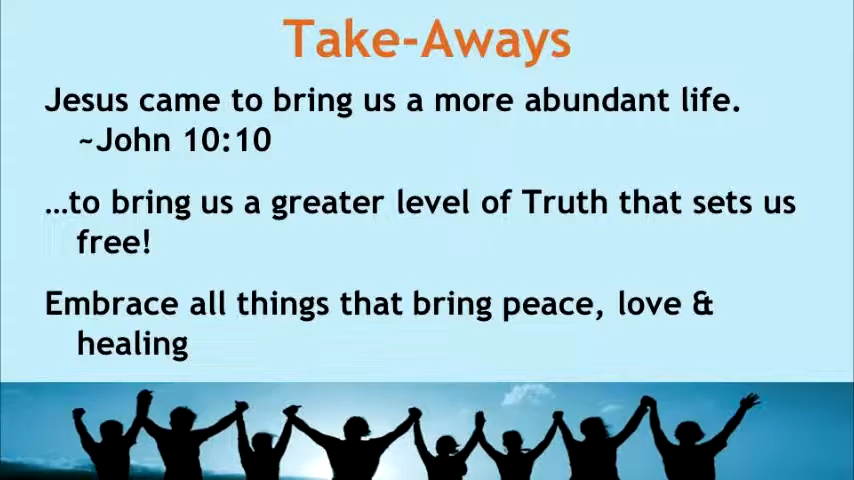 Take-Aways
Jesus came to bring us a more abundant life.
~John 10:10
…to bring us a greater level of Truth that sets us
free!
Embrace all things that bring peace, love &
healing